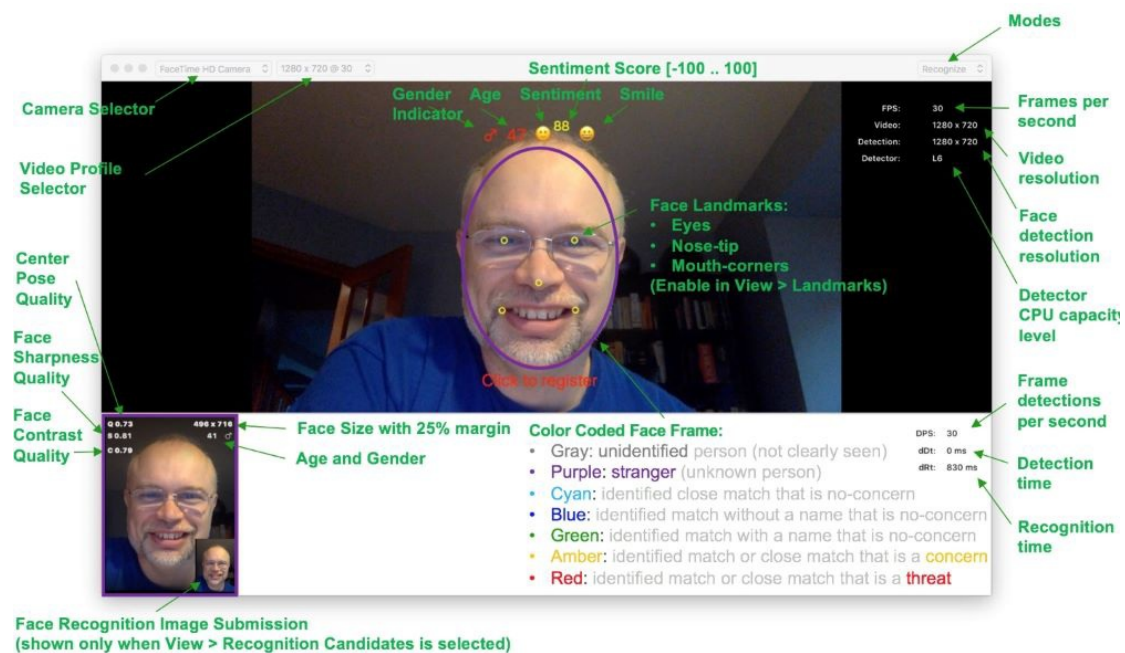 Modes
FaceTime HD Camera
1280 x 720 @ 30
Sentiment Score [-100 .. 100]
Recognize
Camera Selector
Gender Indicator
Age
Sentiment
Smile
♂ 42 88
FPS: 30
Video: 1280 x 720
Detection: 1280 x 720
Detector: L6
Frames per
second
Video Profile
Selector
Video
resolution
Face Landmarks:
• Eyes
• Nose-tip
• Mouth-corners
(Enable in View > Landmarks)
Face
detection
resolution
Center
Pose
Quality
Detector
CPU capacity
level
Face
Sharpness
Quality
Click to register
Frame
detections
per second
Face
Contrast
Quality
Q 0.73 496 x 716
S 0.81 41 ♂
C 0.79
Face Size with 25% margin
Age and Gender
Color Coded Face Frame:
• Gray: unidentified person (not clearly seen)
• Purple: stranger (unknown person)
• Cyan: identified close match that is no-concern
• Blue: identified match without a name that is no-concern
• Green: identified match with a name that is no-concern
• Amber: identified match or close match that is a concern
• Red: identified match or close match that is a threat
DPS: 30
dDt: 0 ms
dRt: 830 ms
Detection
time
Recognition
time
Face Recognition Image Submission
(shown only when View > Recognition Candidates is selected)